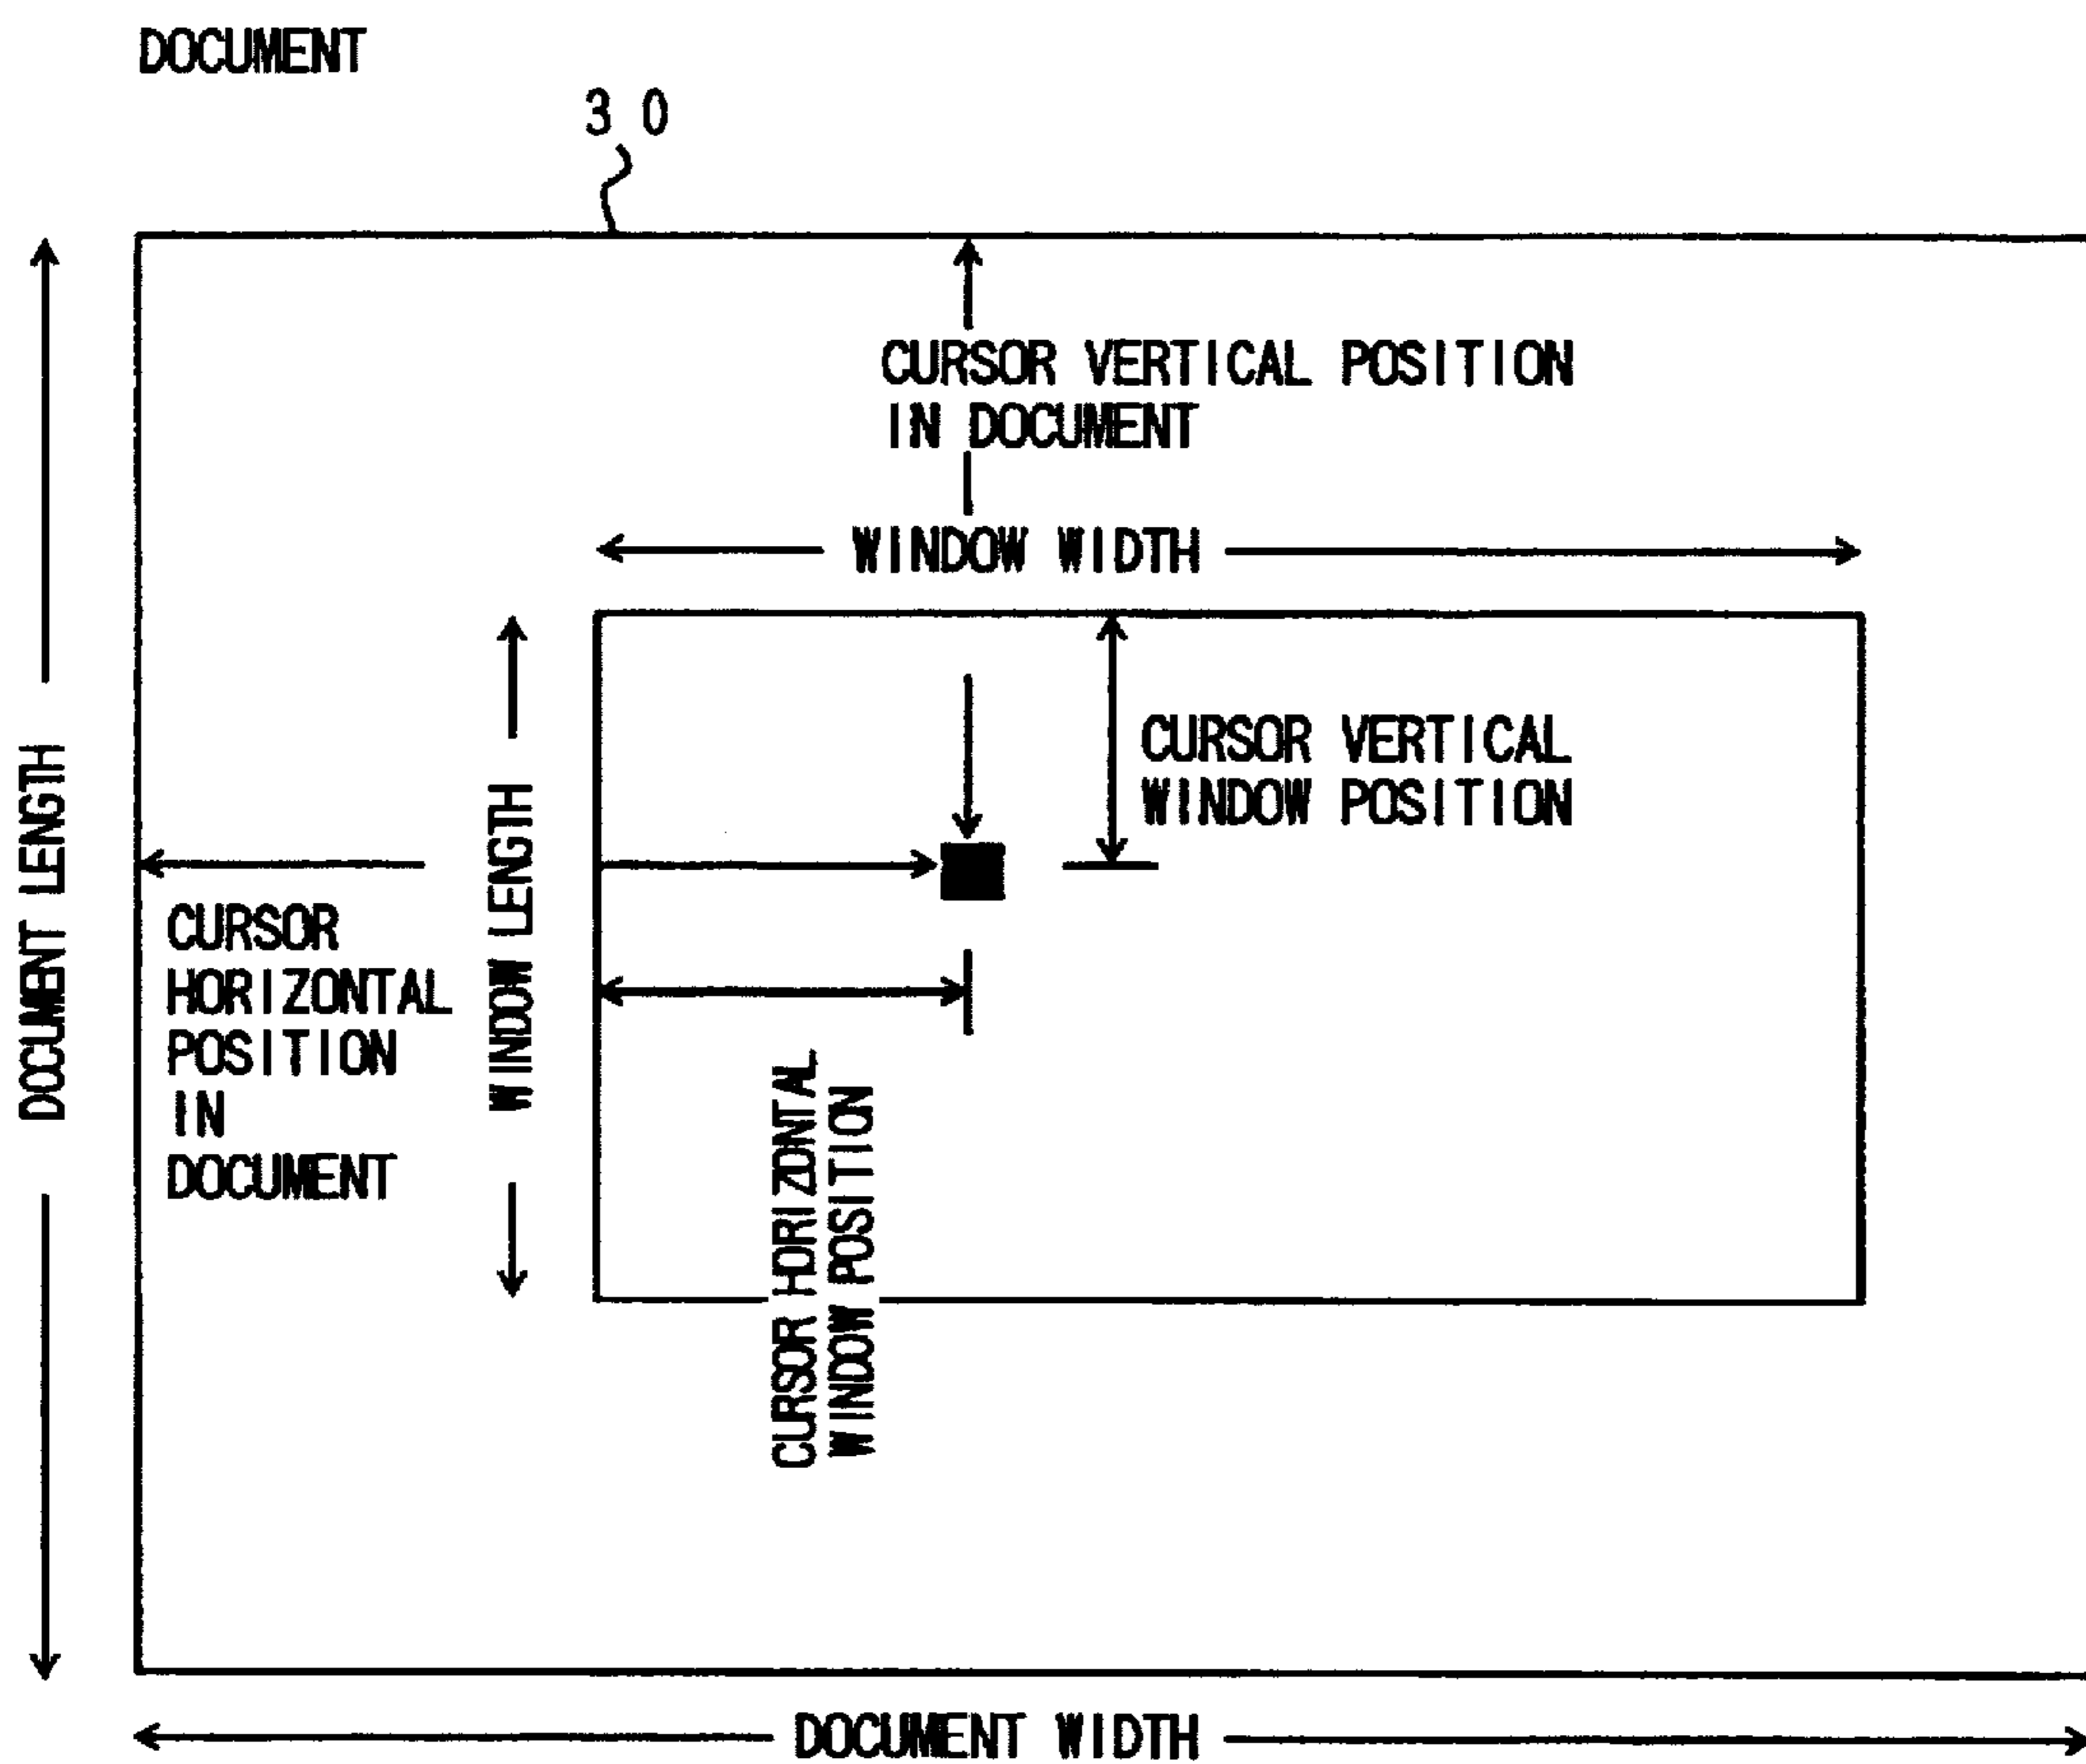 DOCUMENT
30
CURSOR VERTICAL POSITION
IN DOCUMENT
WINDOW WIDTH
CURSOR VERTICAL
WINDOW POSITION
DOCUMENT LENGTH
WINDOW LENGTH
CURSOR
HORIZONTAL
POSITION
IN
DOCUMENT
CURSOR HORIZONTAL
WINDOW POSITION
DOCUMENT WIDTH